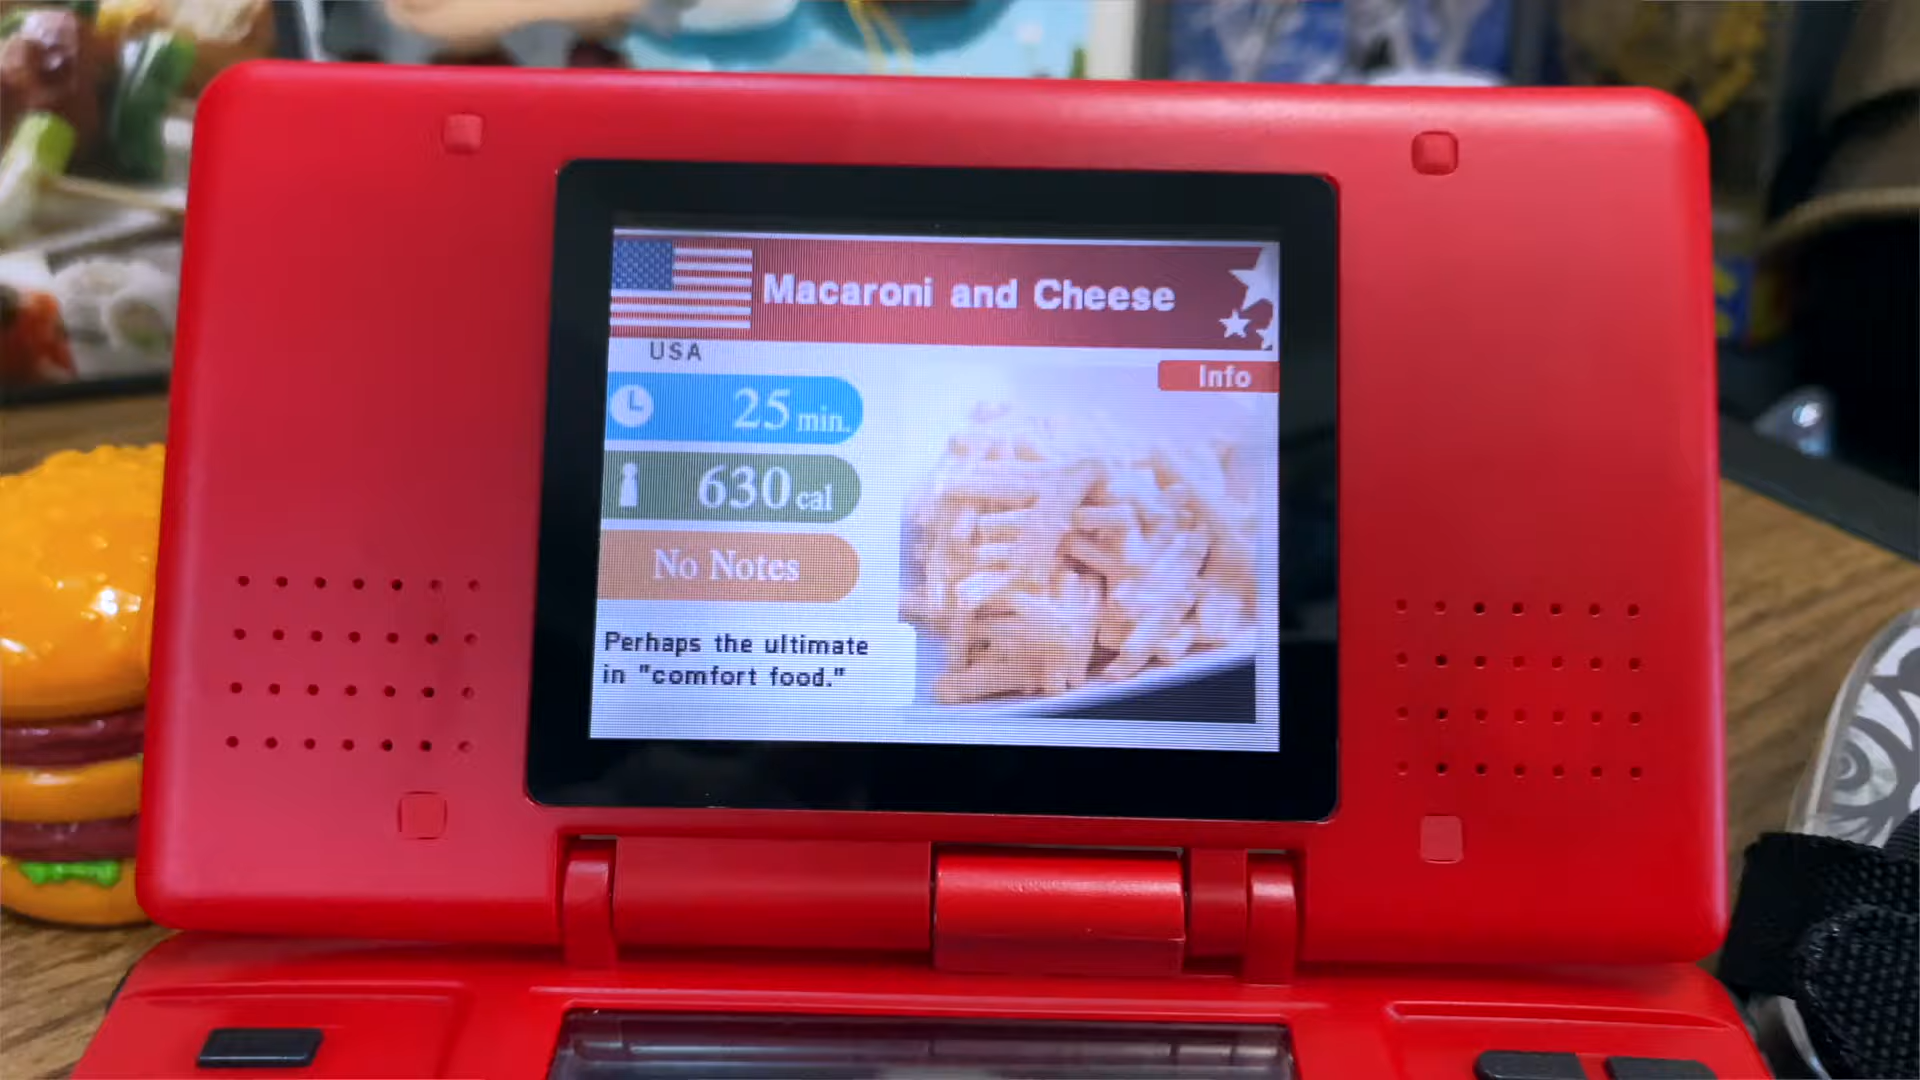 Macaroni and Cheese
USA
Info
25 min.
630 cal
No Notes
Perhaps the ultimate
in "comfort food."